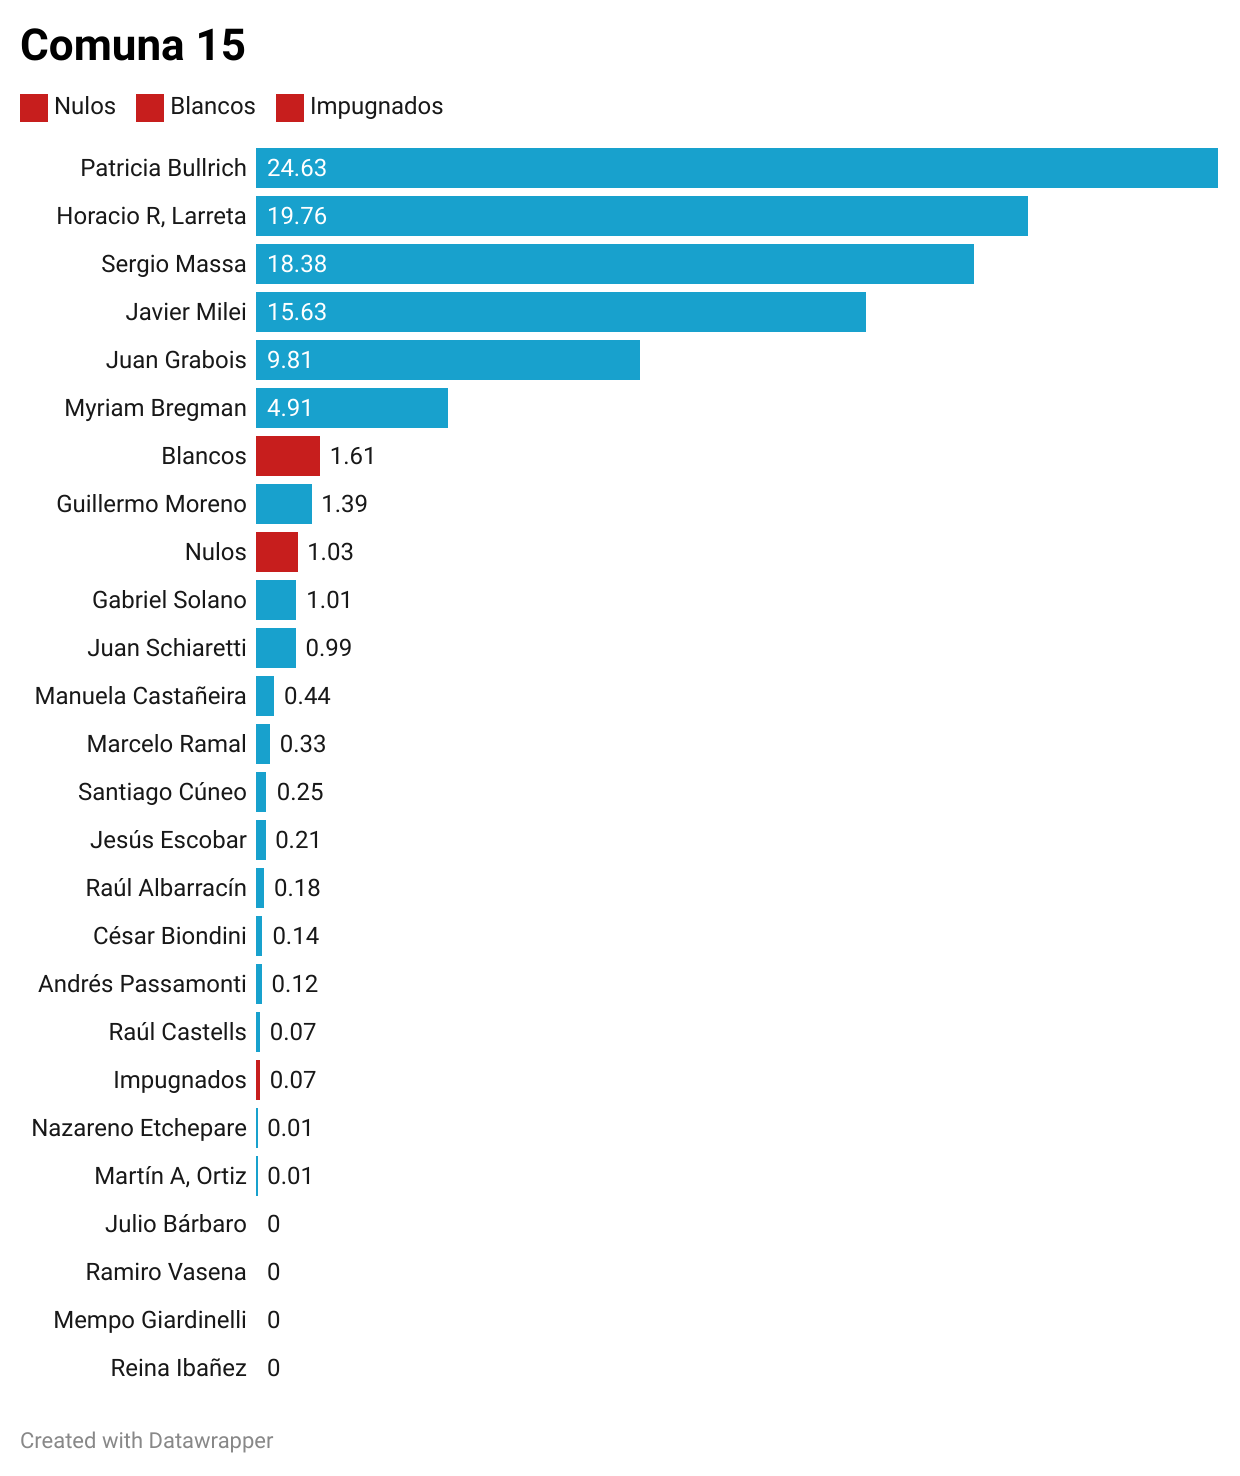 Comuna 15
Nulos Blancos Impugnados
Patricia Bullrich 24.63
Horacio R, Larreta 19.76
Sergio Massa 18.38
Javier Milei 15.63
Juan Grabois 9.81
Myriam Bregman 4.91
Blancos 1.61
Guillermo Moreno 1.39
Nulos 1.03
Gabriel Solano 1.01
Juan Schiaretti 0.99
Manuela Castañeira 0.44
Marcelo Ramal 0.33
Santiago Cúneo 0.25
Jesús Escobar 0.21
Raúl Albarracín 0.18
César Biondini 0.14
Andrés Passamonti 0.12
Raúl Castells 0.07
Impugnados 0.07
Nazareno Etchepare 0.01
Martín A, Ortiz 0.01
Julio Bárbaro 0
Ramiro Vasena 0
Mempo Giardinelli 0
Reina Ibañez 0
Created with Datawrapper